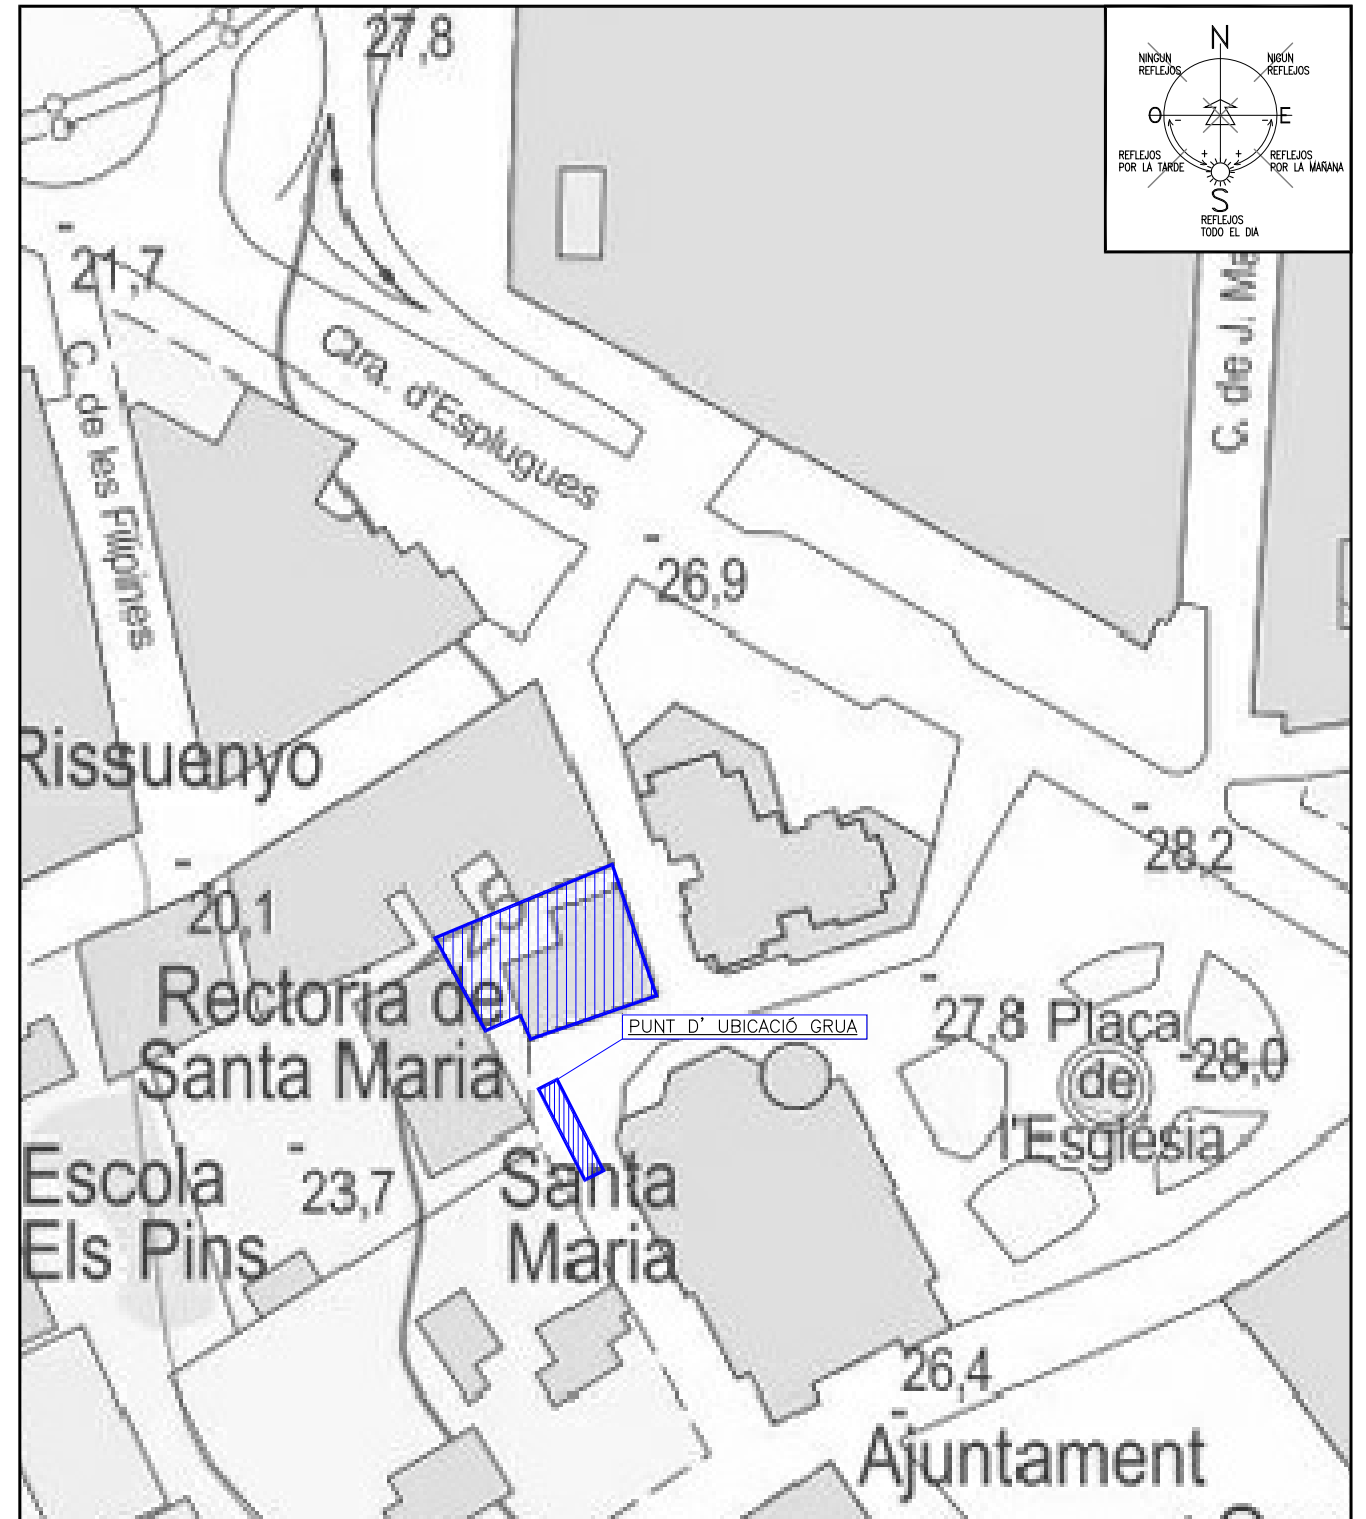 27,8
N
NINGUN
REFLEJOS
NIGÚN
REFLEJOS
O
E
REFLEJOS
POR LA TARDE
REFLEJOS
POR LA MAÑANA
S
REFLEJOS
TODO EL DIA
21,7
C. de les Filipines
Ctra. d'Esplugues
C. de J. Ma
26,9
Rissuenyo
28,2
20,1
25
Rectoria de
Santa Maria
PUNT D' UBICACIÓ GRUA
27,8
Plaça
de
l'Església
28,0
Escola
Els Pins
23,7
Santa
Maria
26,4
Ajuntament